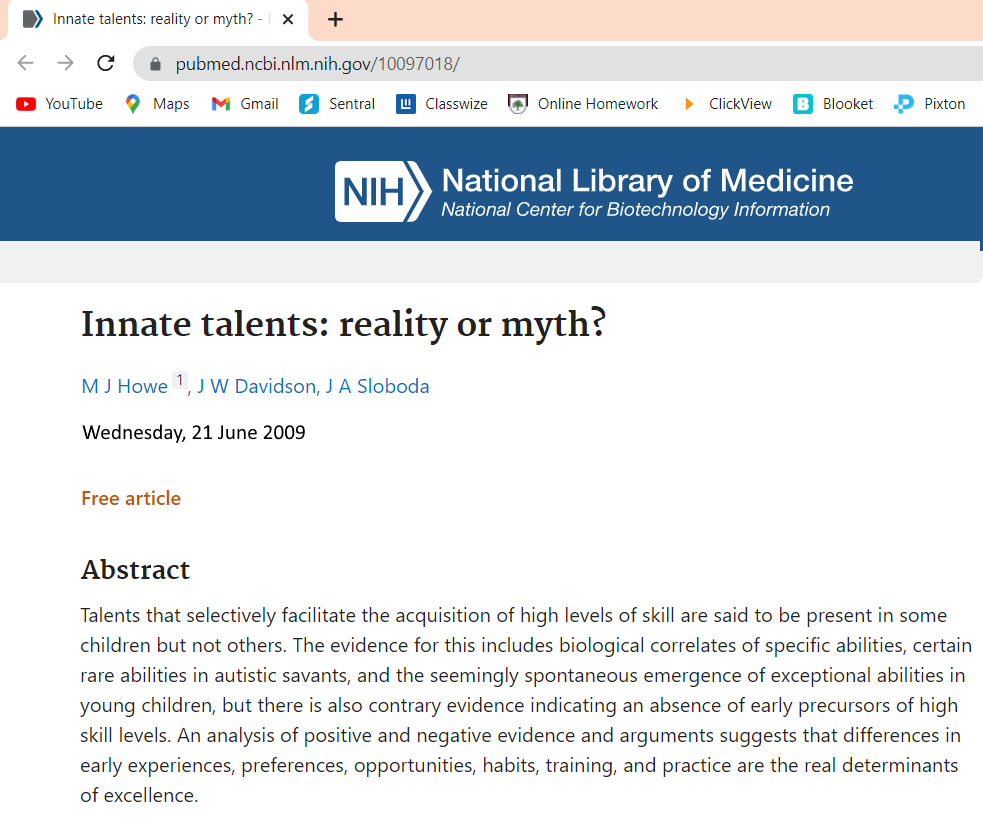 Innate talents: reality or myth? -
pubmed.ncbi.nlm.nih.gov/10097018/
YouTube Maps Gmail Sentral Classwize Online Homework ClickView Blooket Pixton
NIH National Library of Medicine
National Center for Biotechnology Information
Innate talents: reality or myth?
M J Howe 1, J W Davidson, J A Sloboda
Wednesday, 21 June 2009
Free article
Abstract
Talents that selectively facilitate the acquisition of high levels of skill are said to be present in some
children but not others. The evidence for this includes biological correlates of specific abilities, certain
rare abilities in autistic savants, and the seemingly spontaneous emergence of exceptional abilities in
young children, but there is also contrary evidence indicating an absence of early precursors of high
skill levels. An analysis of positive and negative evidence and arguments suggests that differences in
early experiences, preferences, opportunities, habits, training, and practice are the real determinants
of excellence.